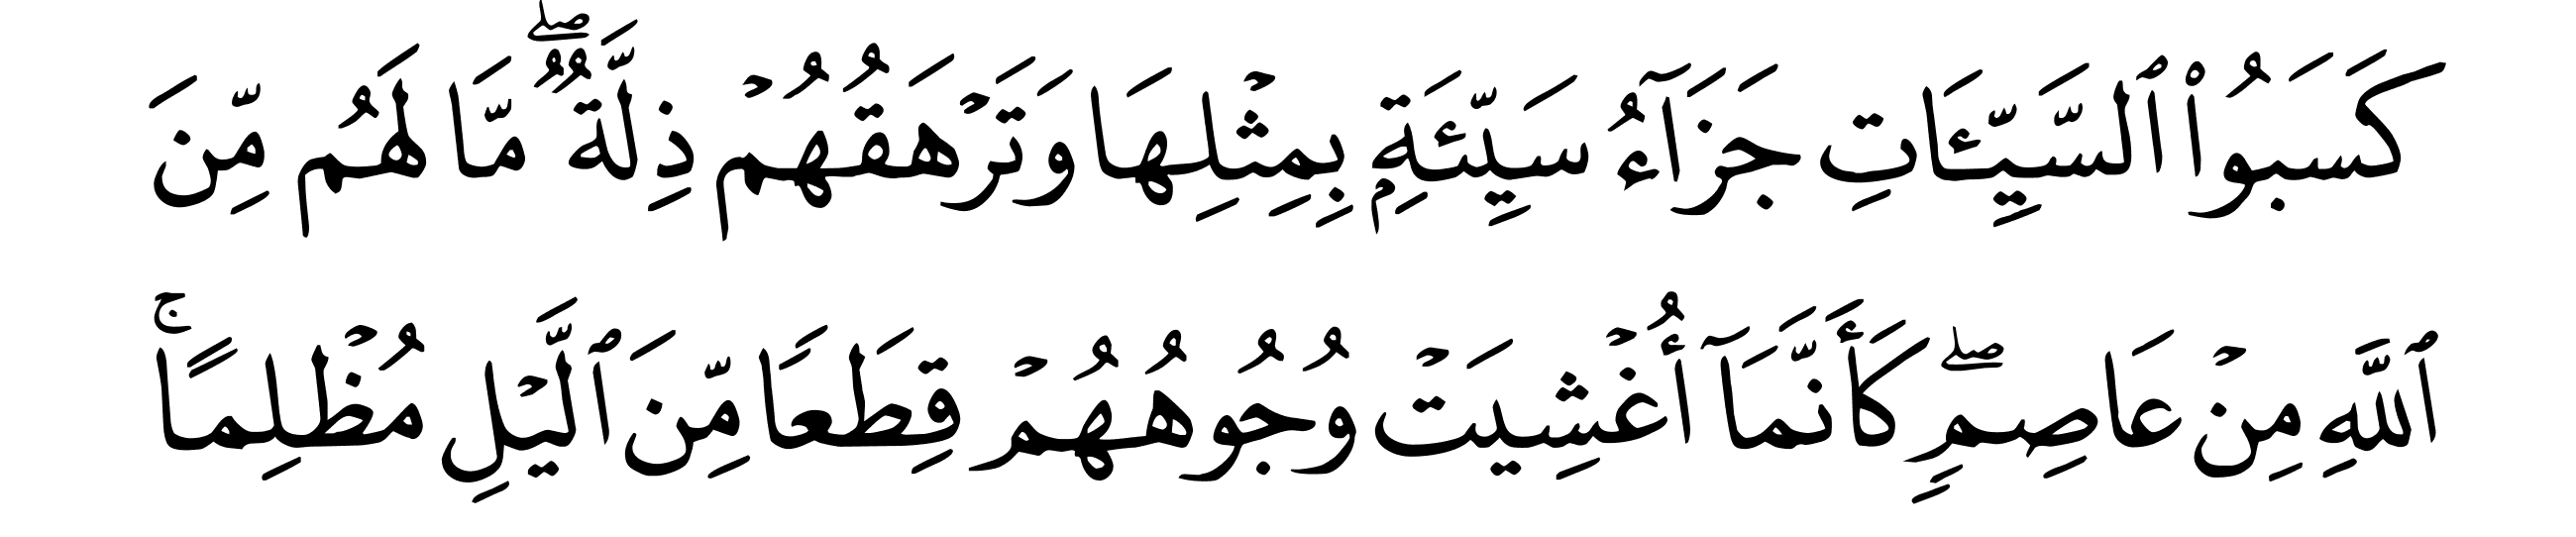 كَسَبُوا۟ ٱلسَّيِّـَٔاتِ جَزَآءُ سَيِّئَةٍۭ بِمِثْلِهَا وَتَرْهَقُهُمْ ذِلَّةٌۖ مَّا لَهُم مِّنَ
ٱللَّهِ مِنْ عَاصِمٍۖ كَأَنَّمَآ أُغْشِيَتْ وُجُوهُهُمْ قِطَعًا مِّنَ ٱلَّيْلِ مُظْلِمًاۚ